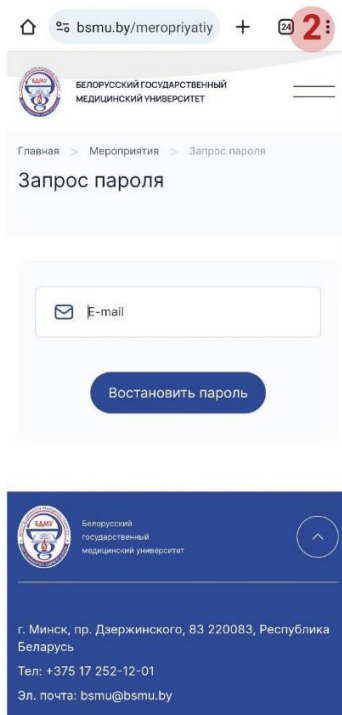 bsmu.by/meropriyatiy
24
2
БЕЛОРУССКИЙ ГОСУДАРСТВЕННЫЙ
МЕДИЦИНСКИЙ УНИВЕРСИТЕТ
Главная > Мероприятия > Запрос пароля
Запрос пароля
E-mail
Востановить пароль
БДМУ
Белорусский
государственный
медицинский университет
г. Минск, пр. Дзержинского, 83 220083, Республика
Беларусь
Тел: +375 17 252-12-01
Эл. почта: bsmu@bsmu.by